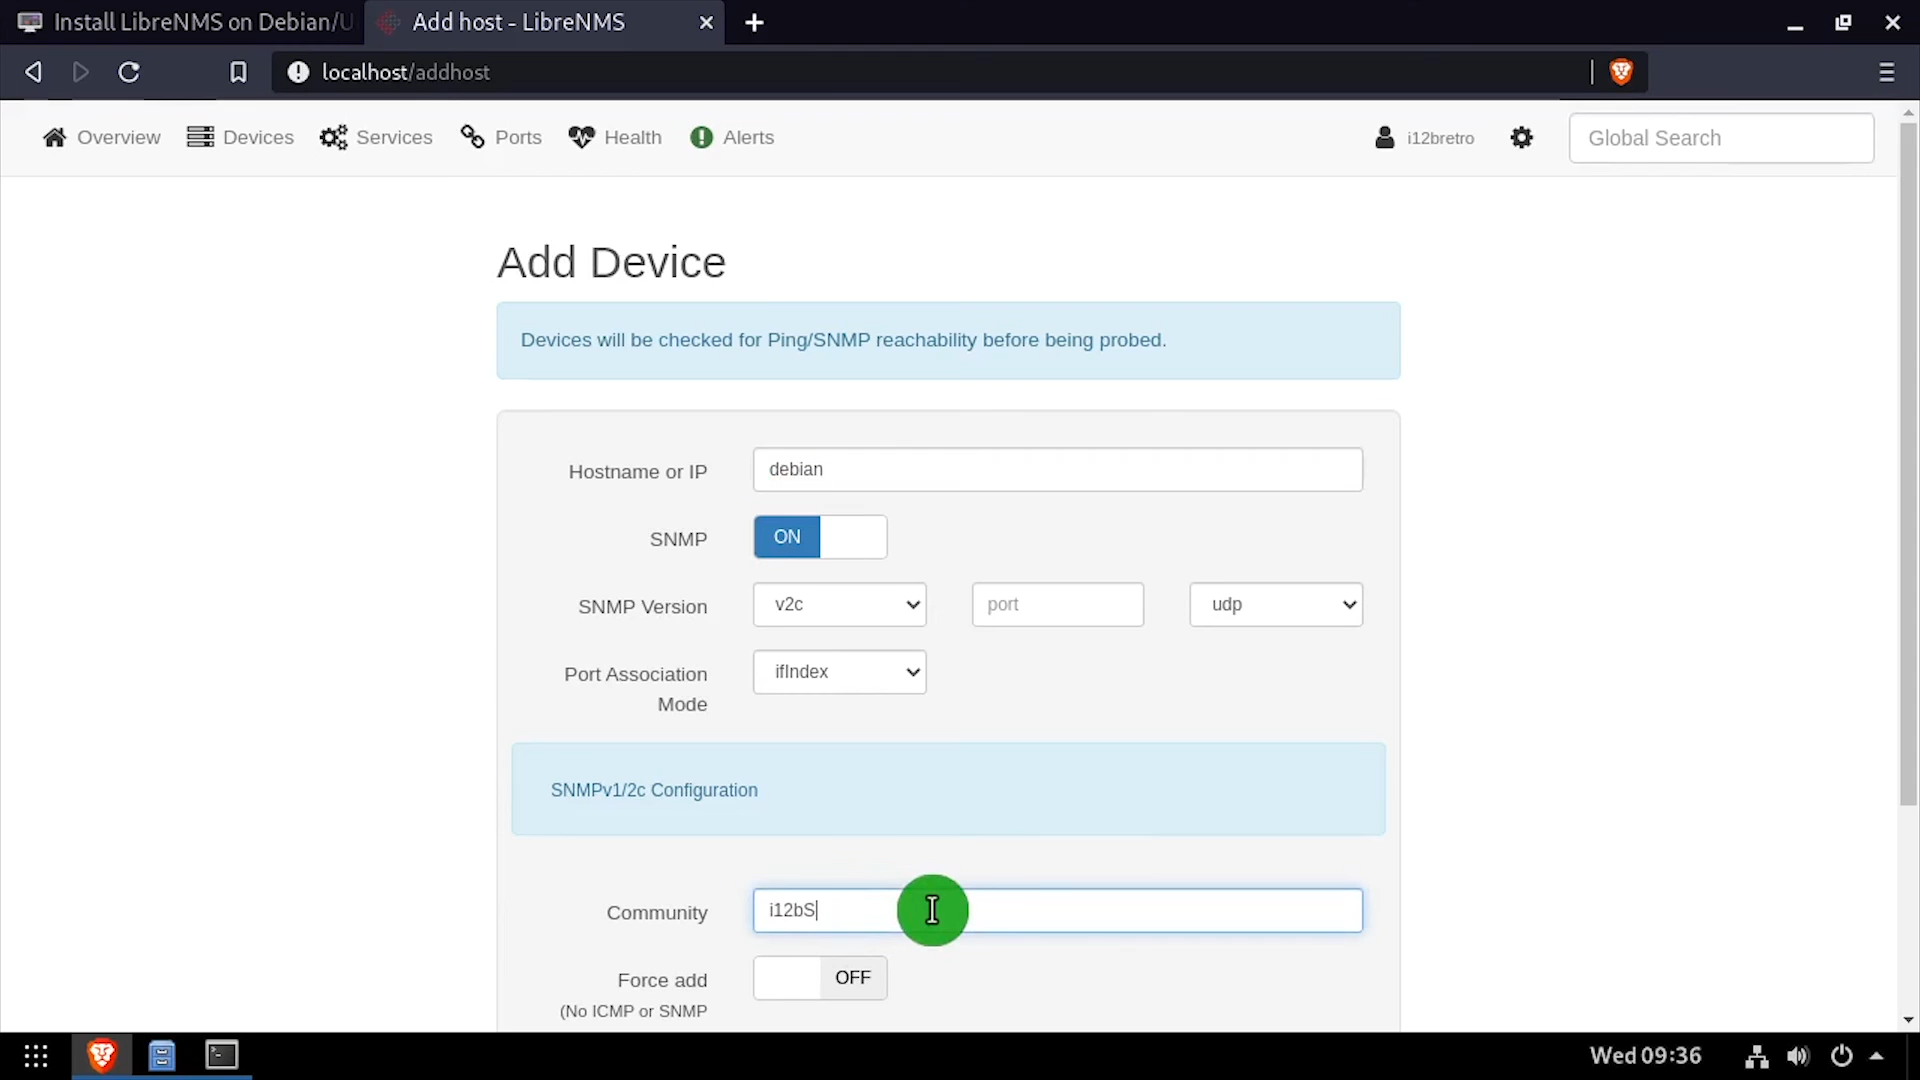 Install LibreNMS on Debian/U
Add host - LibreNMS
localhost/addhost
Overview Devices Services Ports Health Alerts i12bretro Global Search
Add Device
Devices will be checked for Ping/SNMP reachability before being probed.
Hostname or IP debian
SNMP ON
SNMP Version v2c port udp
Port Association
Mode
ifIndex
SNMPv1/2c Configuration
Community i12bS
Force add OFF
(No ICMP or SNMP
Wed 09:36